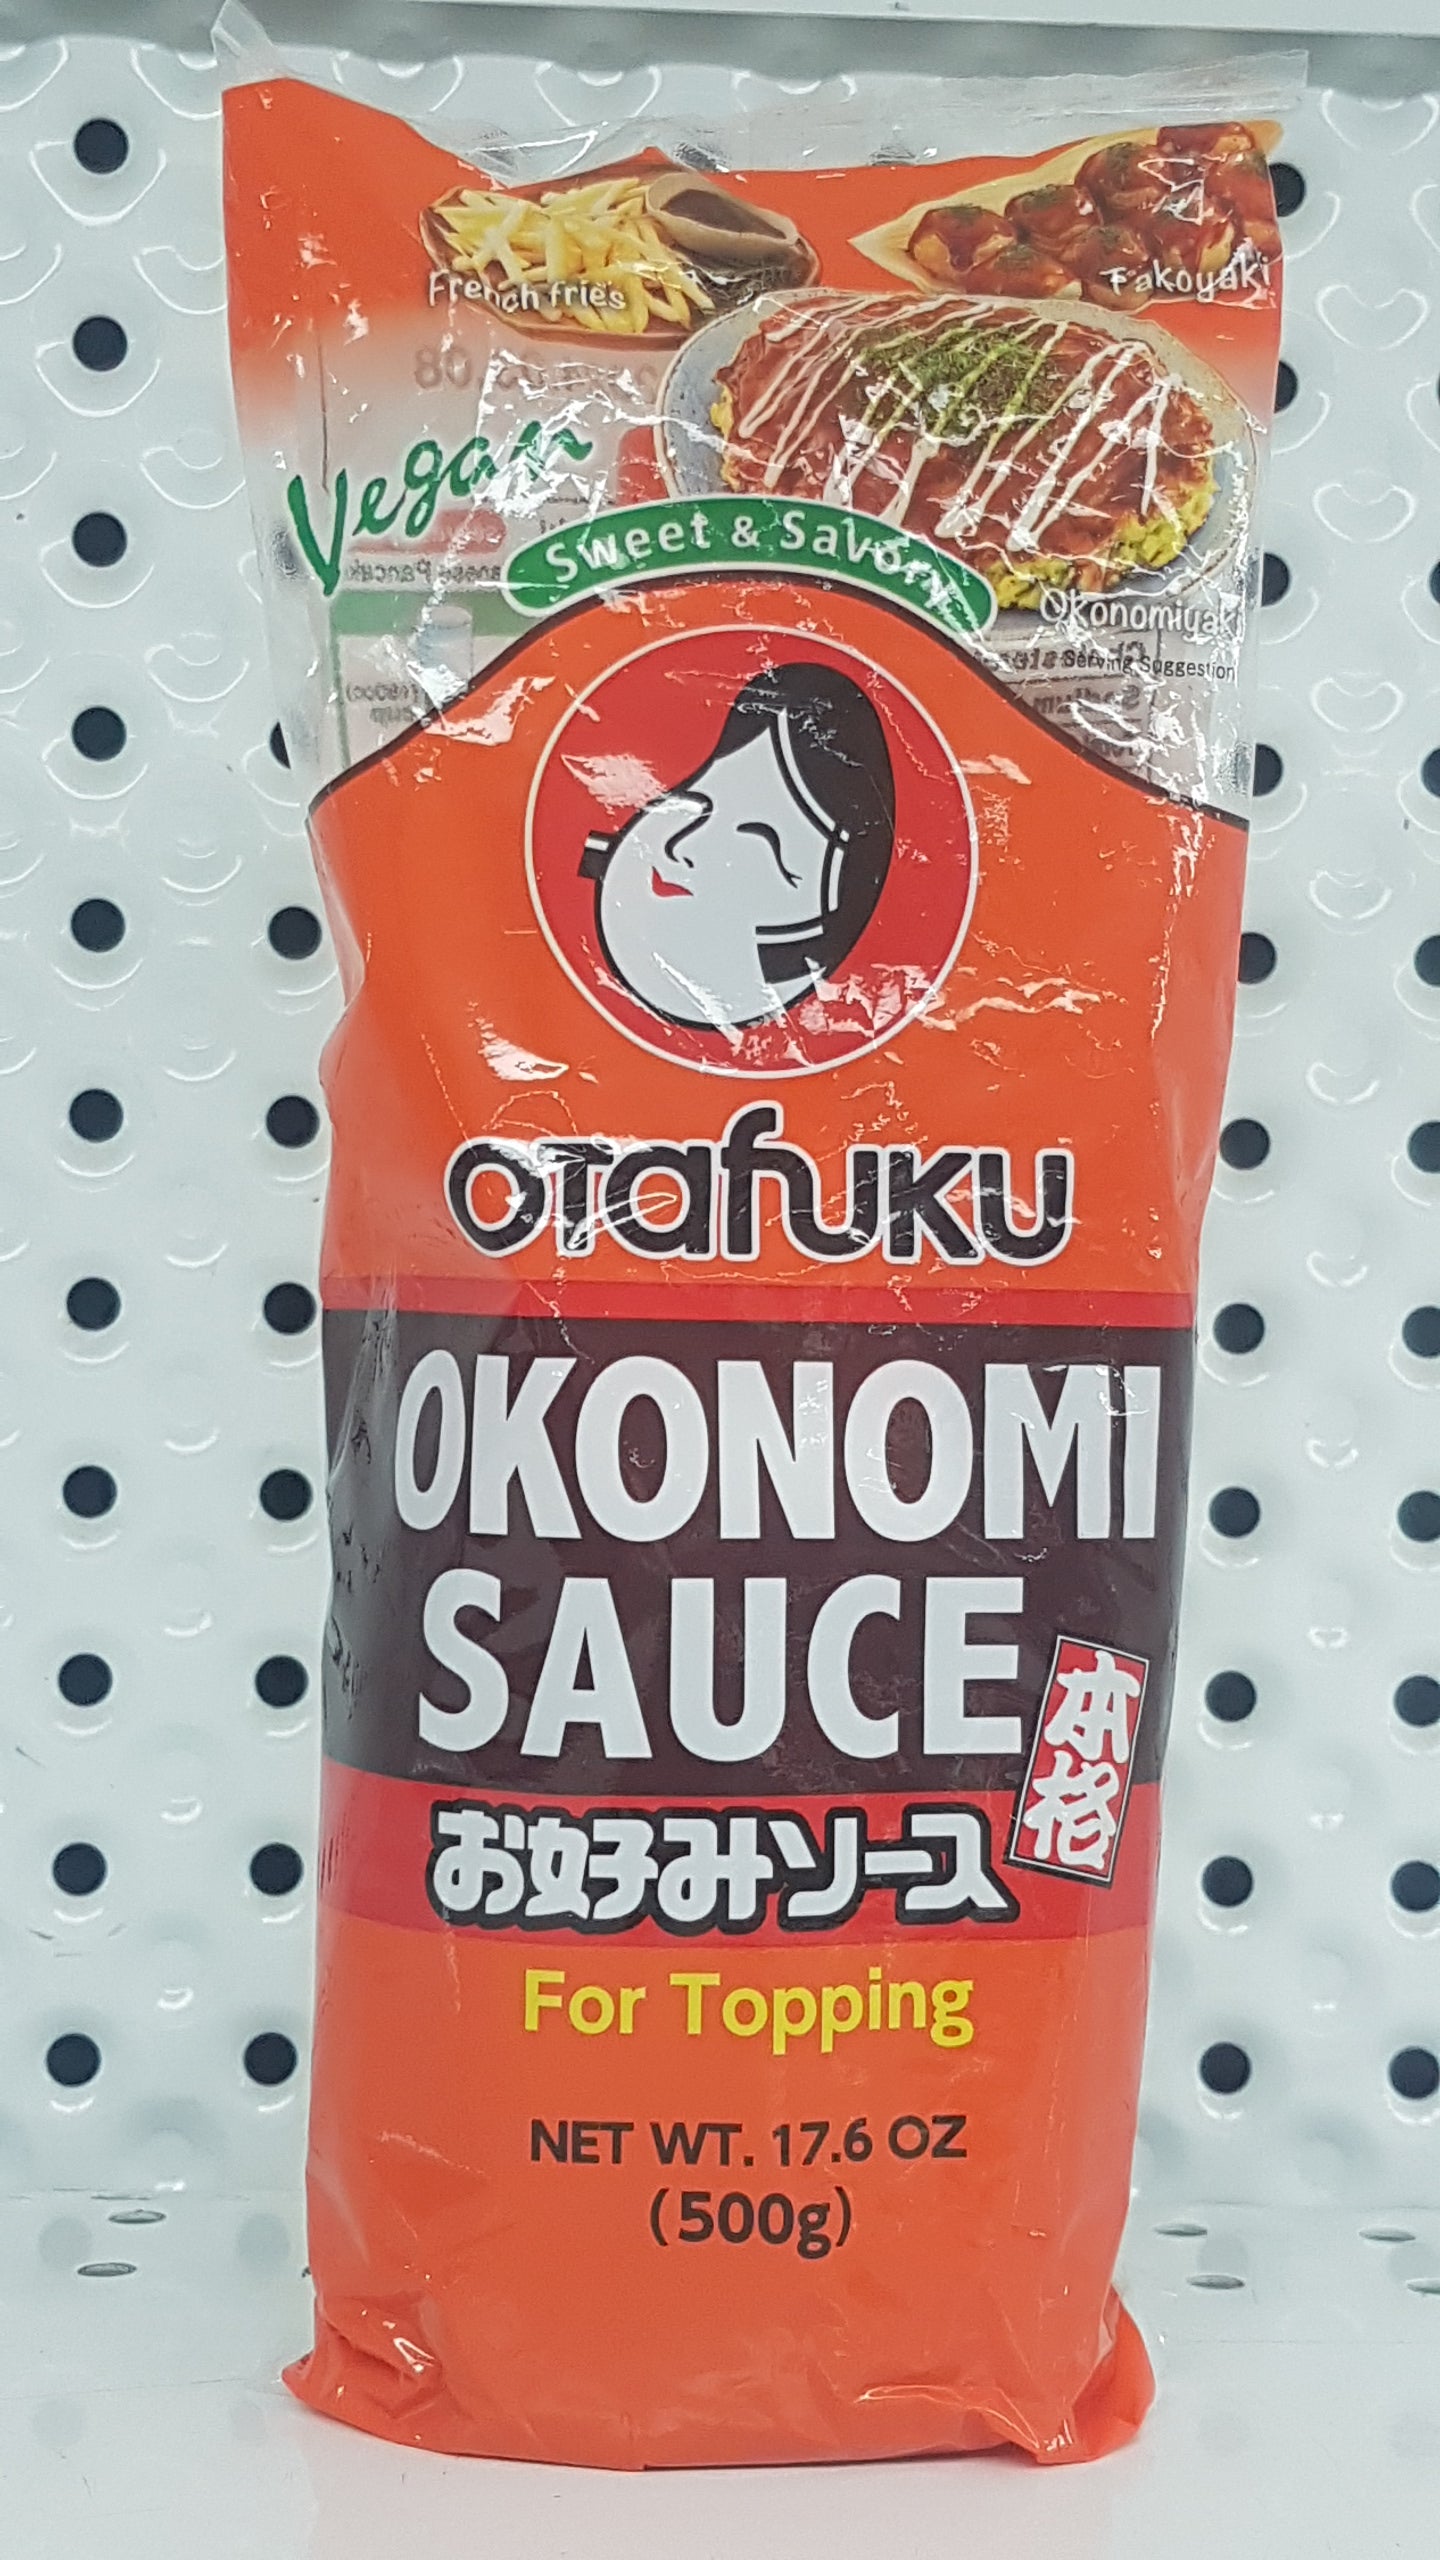 French fries
Takoyaki
Vegan
Sweet & Savory
Okonomiyaki
Serving Suggestion
OTafuKU
OKONOMI
SAUCE
本格
お好みソース
For Topping
NET WT. 17.6 OZ
(500g)